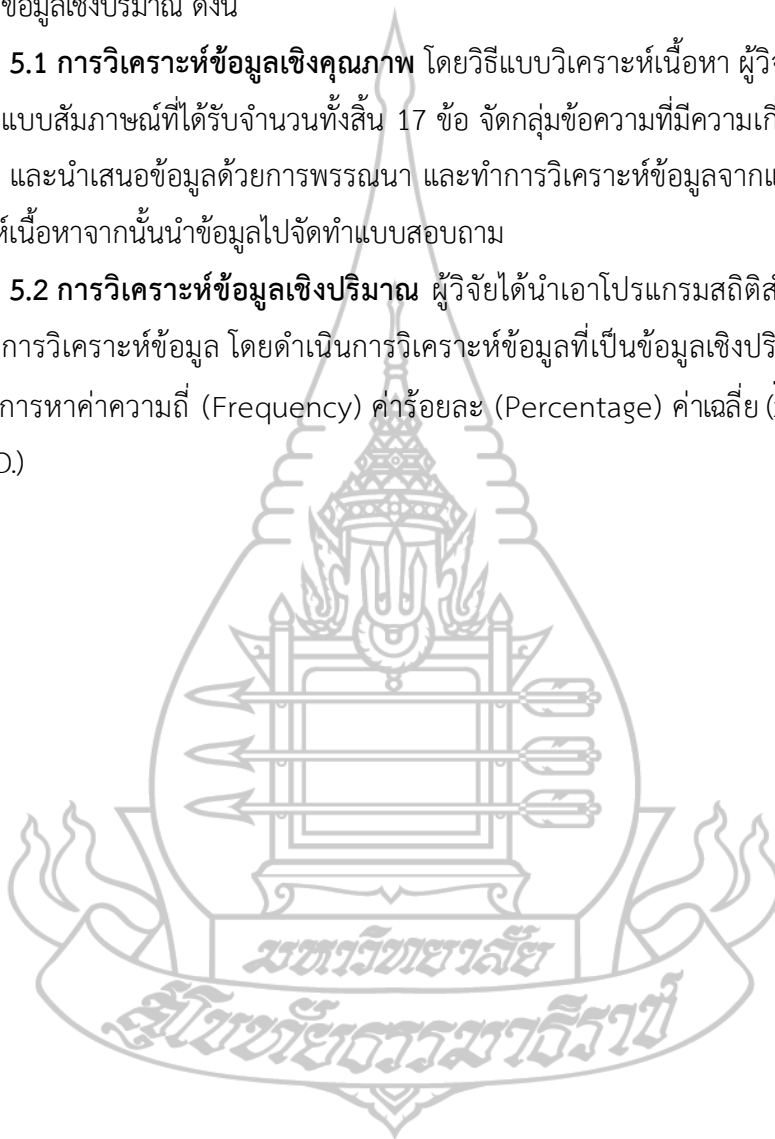 ข้อมูลเชิงปริมาณ ดังนี้
5.1 การวิเคราะห์ข้อมูลเชิงคุณภาพ โดยวิธีแบบวิเคราะห์เนื้อหา
แบบสัมภาษณ์ที่ได้รับจำนวนทั้งสิ้น 17 ข้อ จัดกลุ่มข้อความที่มีความ
และนำเสนอข้อมูลด้วยการพรรณนา และทำการวิเคราะห์ข้อมูลจาก
เนื้อหาจากนั้นนำข้อมูลไปจัดทำแบบสอบถาม
5.2 การวิเคราะห์ข้อมูลเชิงปริมาณ ผู้วิจัยได้นำเอาโปรแกรมสถิติ
การวิเคราะห์ข้อมูล โดยดำเนินการวิเคราะห์ข้อมูลที่เป็นข้อมูล
การหาค่าความถี่ (Frequency) ค่าร้อยละ (Percentage) ค่าเฉลี่ย
D.)
มหาวิทยาลัย
สุโขทัยธรรมาธิราช